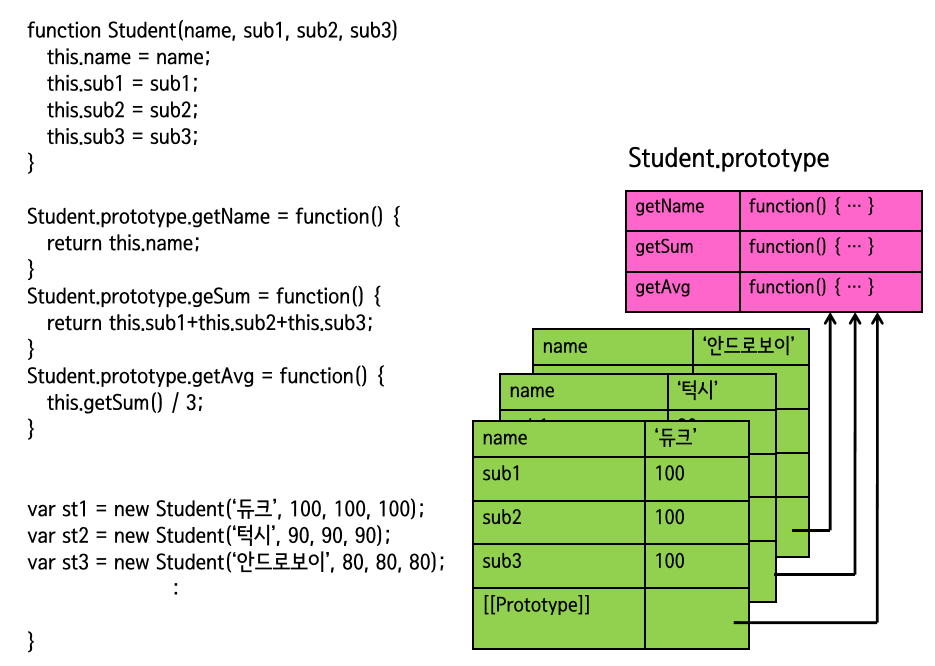 function Student(name, sub1, sub2, sub3)
this.name = name;
this.sub1 = sub1;
this.sub2 = sub2;
this.sub3 = sub3;
}
Student.prototype.getName = function() {
return this.name;
}
Student.prototype.geSum = function() {
return this.sub1+this.sub2+this.sub3;
}
Student.prototype.getAvg = function() {
this.getSum() / 3;
}
var st1 = new Student(‘듀크’, 100, 100, 100);
var st2 = new Student(‘턱시’, 90, 90, 90);
var st3 = new Student(‘안드로보이’, 80, 80, 80);
:
}
Student.prototype
getName function() { ··· }
getSum function() { ··· }
getAvg function() { ··· }
name ‘안드로보이’
name ‘턱시’
name ‘듀크’
sub1 100
sub2 100
sub3 100
[[Prototype]]